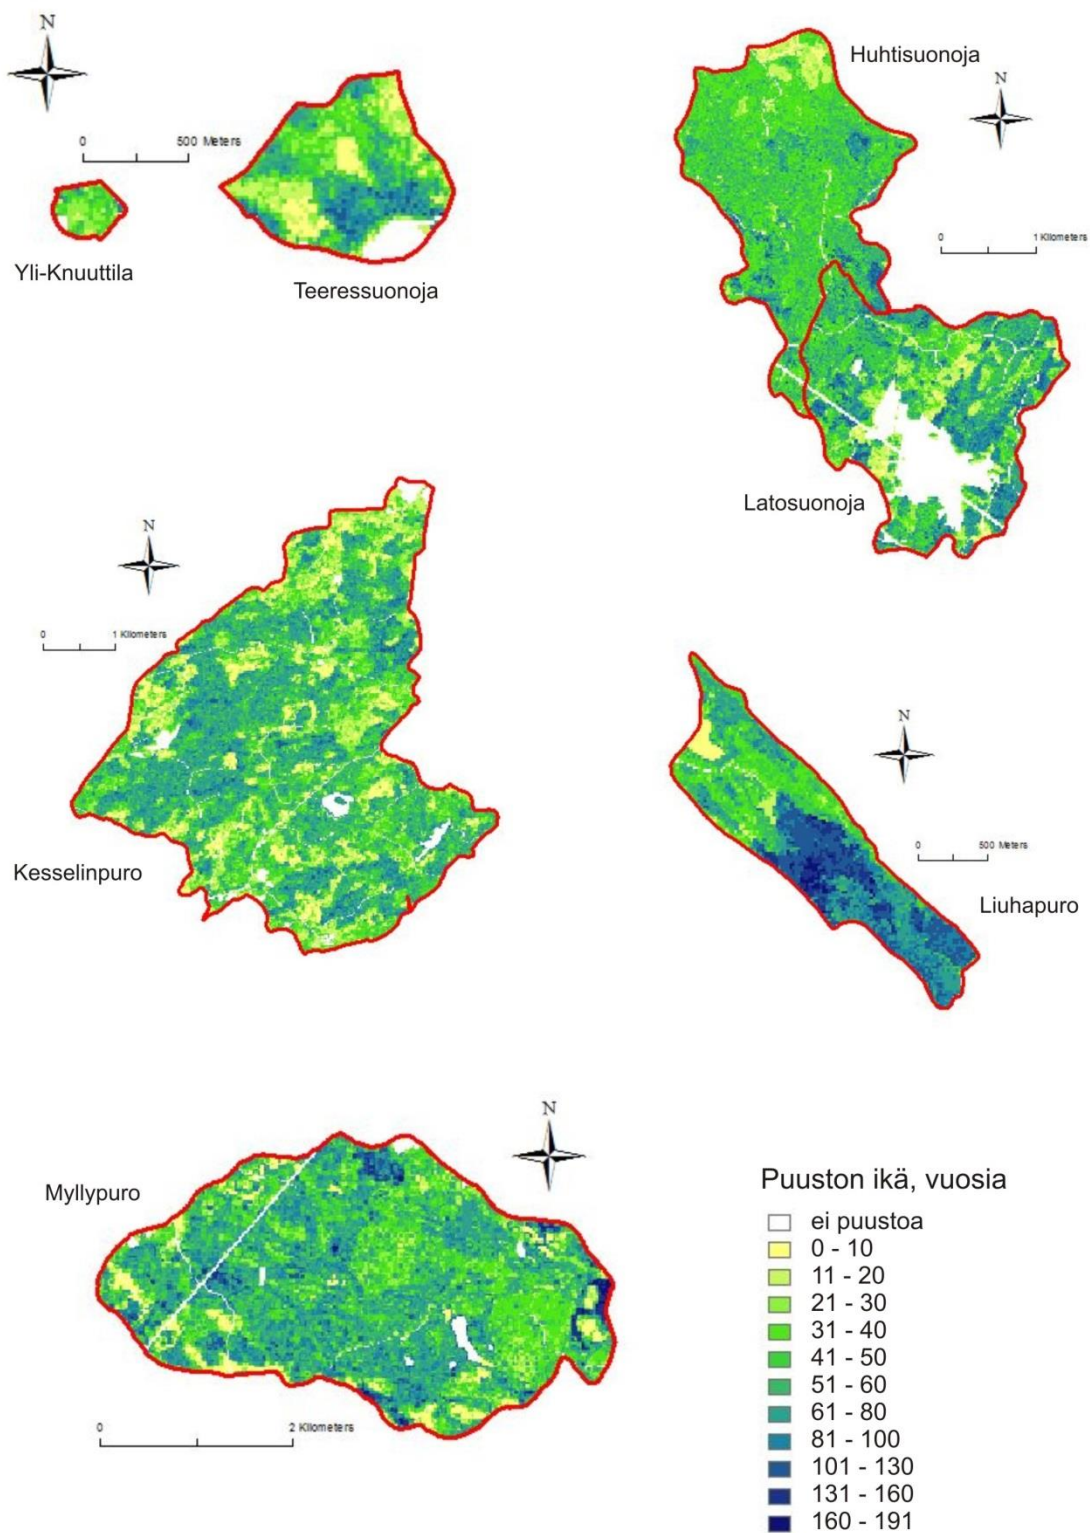 N
0 500 Meters
Yli-Knuuttila
Teeressuonoja
Huhtisuonoja
N
0 1 Kilometers
Latosuonoja
N
0 1 Kilometers
Kesselinpuro
N
0 500 Meters
Liuhapuro
N
Myllypuro
0 2 Kilometers
Puuston ikä, vuosia
ei puustoa
0 - 10
11 - 20
21 - 30
31 - 40
41 - 50
51 - 60
61 - 80
81 - 100
101 - 130
131 - 160
160 - 191